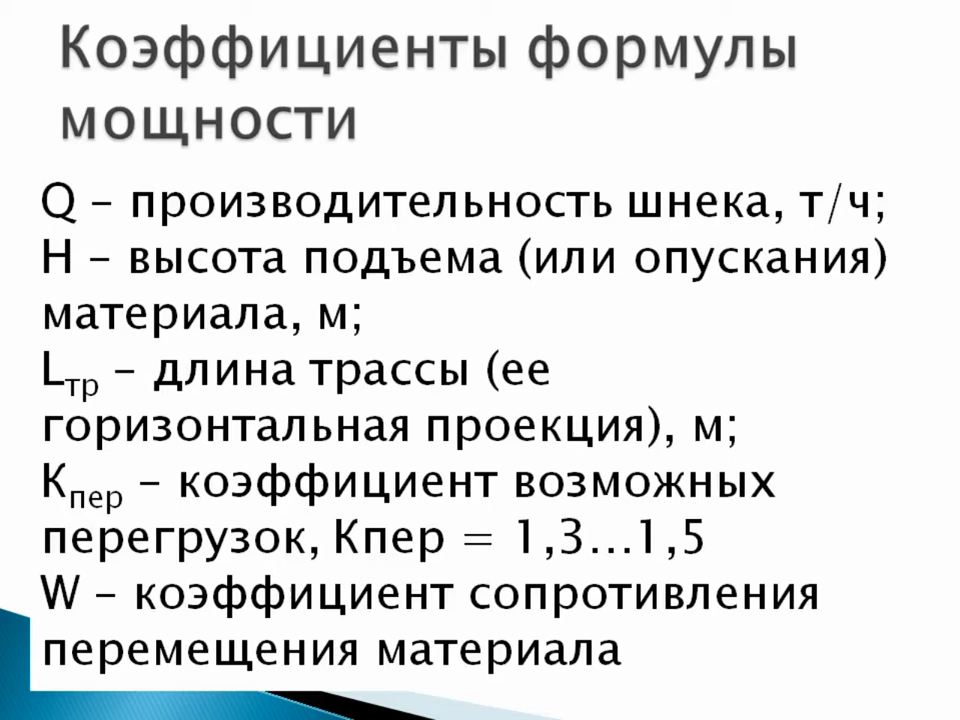 Коэффициенты формулы
мощности
Q – производительность шнека, т/ч;
Н – высота подъема (или опускания)
материала, м;
Lтр – длина трассы (ее
горизонтальная проекция), м;
Кпер – коэффициент возможных
перегрузок, Кпер = 1,3…1,5
W – коэффициент сопротивления
перемещения материала